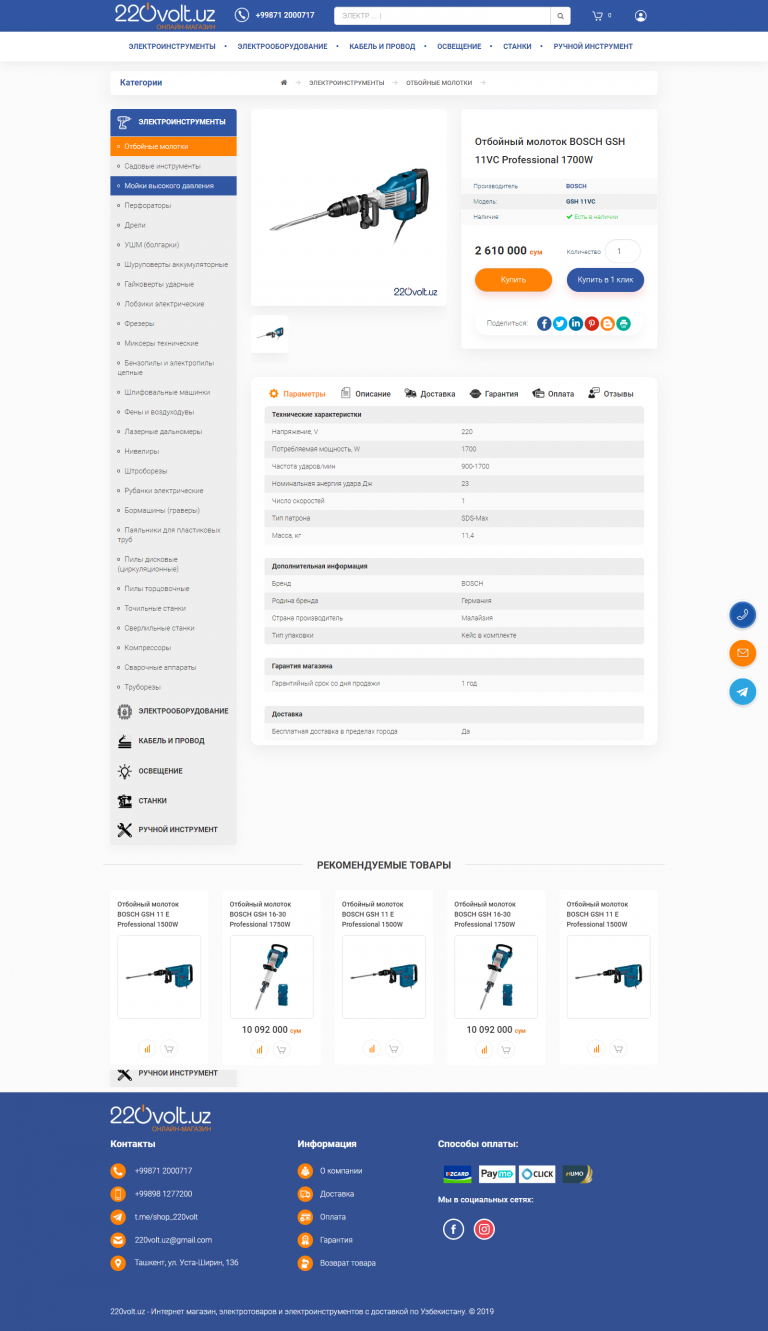 220volt.uz
ОНЛАЙН-МАГАЗИН
+99871 2000717
ЭЛЕКТР ... |
0
ЭЛЕКТРОИНСТРУМЕНТЫ • ЭЛЕКТРООБОРУДОВАНИЕ • КАБЕЛЬ И ПРОВОД • ОСВЕЩЕНИЕ • СТАНКИ • РУЧНОЙ ИНСТРУМЕНТ
Категории
ЭЛЕКТРОИНСТРУМЕНТЫ
ОТБОЙНЫЕ МОЛОТКИ
ЭЛЕКТРОИНСТРУМЕНТЫ
Отбойные молотки
Садовые инструменты
Мойки высокого давления
Перфораторы
Дрели
УШМ (болгарки)
Шуруповерты аккумуляторные
Гайковерты ударные
Лобзики электрические
Фрезеры
Миксеры технические
Бензопилы и электропилы
цепные
Шлифовальные машинки
Фены и воздуходувы
Лазерные дальномеры
Нивелиры
Штроборезы
Рубанки электрические
Бормашины (граверы)
Паяльники для пластиковых
труб
Пилы дисковые
(циркуляционные)
Пилы торцовочные
Точильные станки
Сверлильные станки
Компрессоры
Сварочные аппараты
Труборезы
ЭЛЕКТРООБОРУДОВАНИЕ
КАБЕЛЬ И ПРОВОД
ОСВЕЩЕНИЕ
СТАНКИ
РУЧНОЙ ИНСТРУМЕНТ
220volt.uz
Отбойный молоток BOSCH GSH
11VC Professional 1700W
Производитель BOSCH
Модель: GSH 11VC
Наличие: Есть в наличии
2 610 000 сум
Количество 1
Купить
Купить в 1 клик
Поделиться:
Параметры
Описание
Доставка
Гарантия
Оплата
Отзывы
Технические характеристки
Напряжение, V 220
Потребляемая мощность, W 1700
Частота ударов/мин 900-1700
Номинальная энергия удара Дж 23
Число скоростей 1
Тип патрона SDS-Max
Масса, кг 11,4
Дополнительная информация
Бренд BOSCH
Родина бренда Германия
Страна производитель Малайзия
Тип упаковки Кейс в комплекте
Гарантия магазина
Гарантийный срок со дня продажи 1 год
Доставка
Бесплатная доставка в пределах города Да
РЕКОМЕНДУЕМЫЕ ТОВАРЫ
Отбойный молоток
BOSCH GSH 11 E
Professional 1500W
Отбойный молоток
BOSCH GSH 16-30
Professional 1750W
10 092 000 сум
Отбойный молоток
BOSCH GSH 11 E
Professional 1500W
Отбойный молоток
BOSCH GSH 16-30
Professional 1750W
10 092 000 сум
Отбойный молоток
BOSCH GSH 11 E
Professional 1500W
РУЧНОЙ ИНСТРУМЕНТ
220volt.uz
ОНЛАЙН-МАГАЗИН
Контакты
+99871 2000717
+99898 1277200
t.me/shop_220volt
220volt.uz@gmail.com
Ташкент, ул. Уста-Ширин, 136
Информация
О компании
Доставка
Оплата
Гарантия
Возврат товара
Способы оплаты:
UZCARD
Payme
CLICK
HUMO
Мы в социальных сетях:
220volt.uz - Интернет магазин, электротоваров и электроинструментов с доставкой по Узбекистану. © 2019